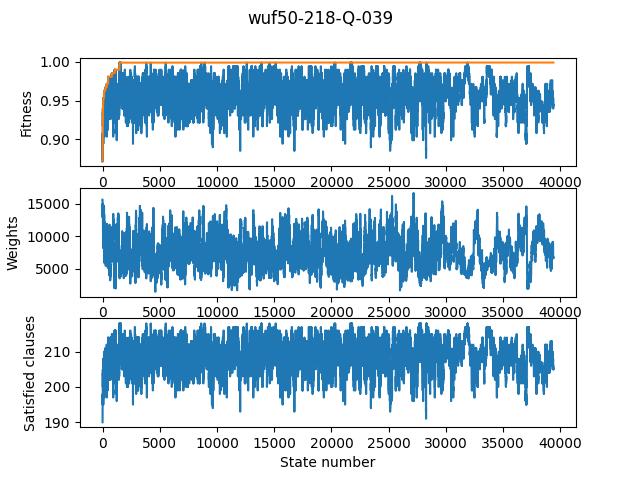 wuf50-218-Q-039
1.00
0.95
0.90
Fitness
0 5000 10000 15000 20000 25000 30000 35000 40000
15000
10000
5000
Weights
0 5000 10000 15000 20000 25000 30000 35000 40000
210
200
190
Satisfied clauses
0 5000 10000 15000 20000 25000 30000 35000 40000
State number